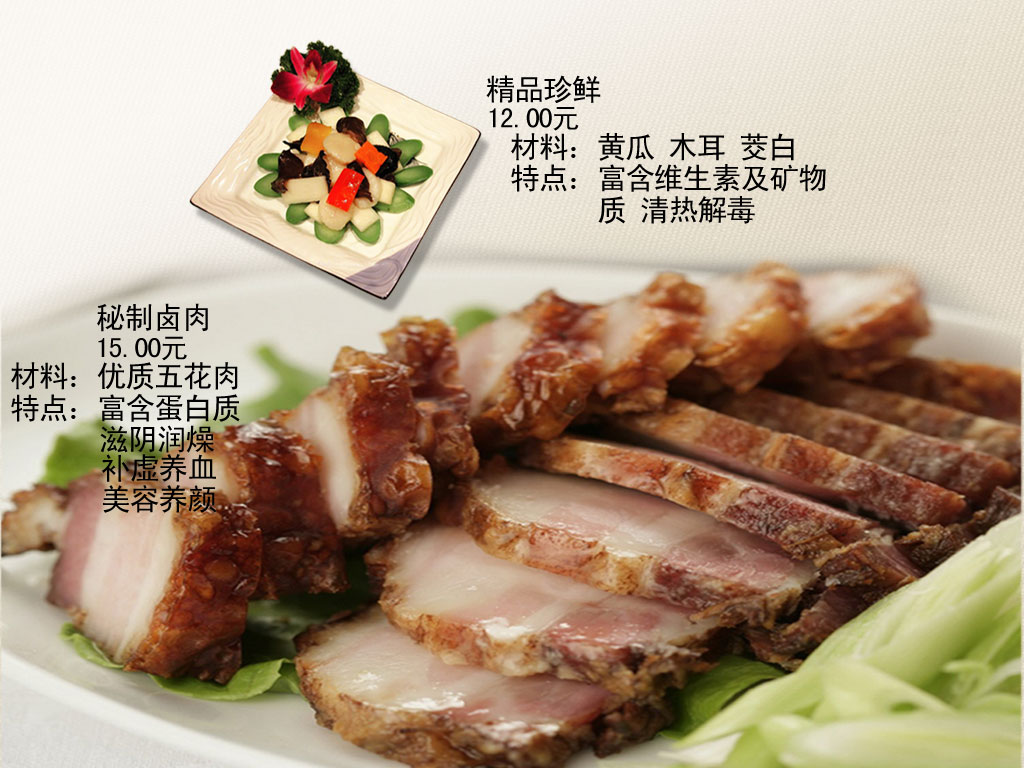 精品珍鲜
12.00元
材料：黄瓜 木耳 茭白
特点：富含维生素及矿物
质 清热解毒
秘制卤肉
15.00元
材料：优质五花肉
特点：富含蛋白质
滋阴润燥
补虚养血
美容养颜